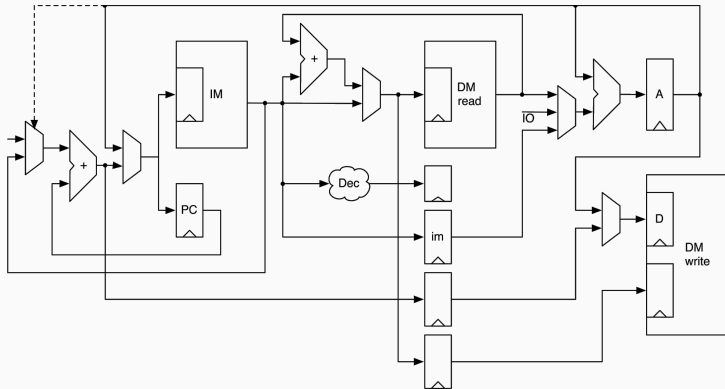 IM
+
DM
read
A
IO
+
Dec
PC
im
D
DM
write